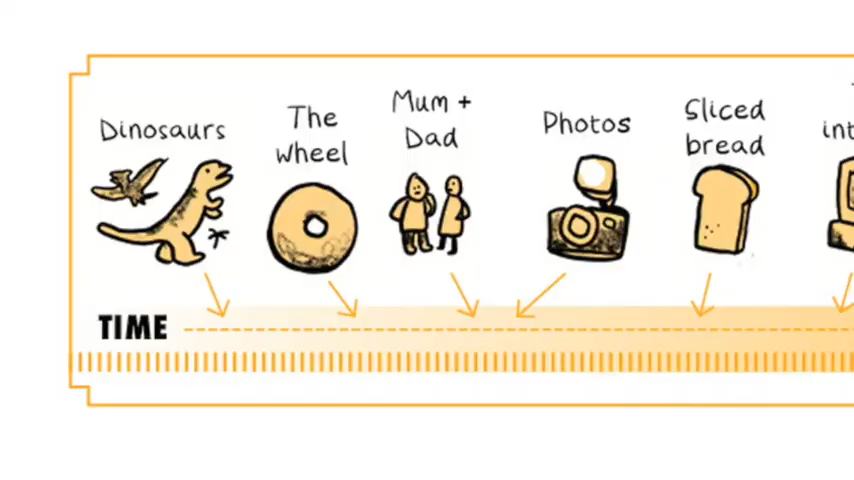 Dinosaurs
The
wheel
Mum +
Dad
Photos
Sliced
bread
TIME